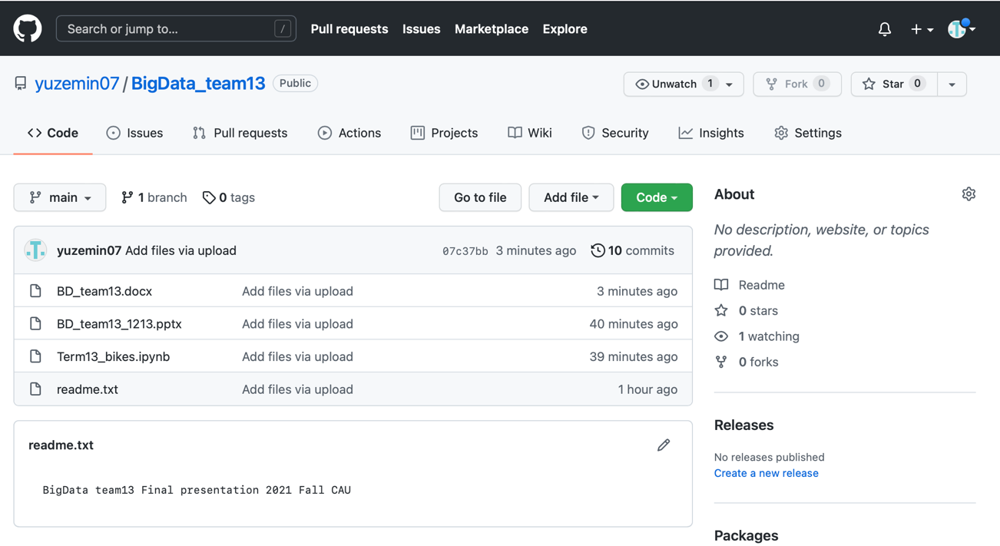 Search or jump to... / Pull requests Issues Marketplace Explore
yuzemin07 / BigData_team13 Public Unwatch 1 Fork 0 Star 0
Code Issues Pull requests Actions Projects Wiki Security Insights Settings
main 1 branch 0 tags Go to file Add file Code
yuzemin07 Add files via upload 07c37bb 3 minutes ago 10 commits
BD_team13.docx Add files via upload 3 minutes ago
BD_team13_1213.pptx Add files via upload 40 minutes ago
Term13_bikes.ipynb Add files via upload 39 minutes ago
readme.txt Add files via upload 1 hour ago
readme.txt
BigData team13 Final presentation 2021 Fall CAU
About
No description, website, or topics
provided.
Readme
0 stars
1 watching
0 forks
Releases
No releases published
Create a new release
Packages